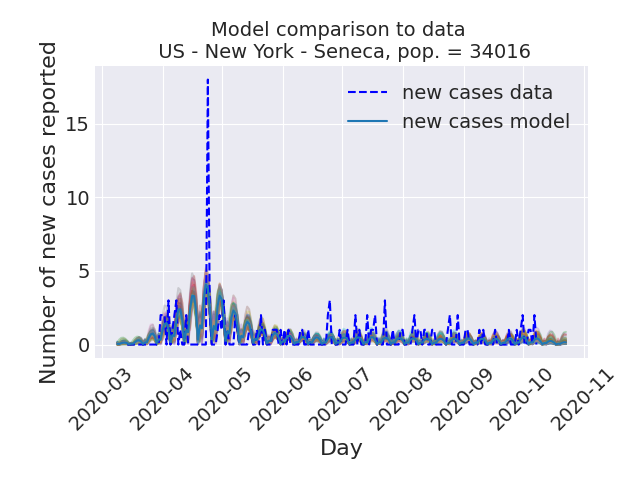 Model comparison to data
US - New York - Seneca, pop. = 34016
Number of new cases reported
15
10
5
0
new cases data
new cases model
2020-03
2020-04
2020-05
2020-06
2020-07
2020-08
2020-09
2020-10
2020-11
Day